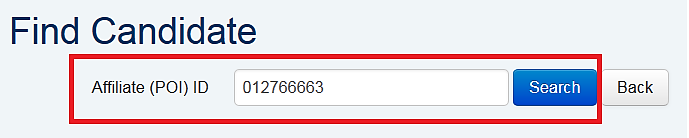 Find Candidate
Affiliate (POI) ID 012766663 Search Back